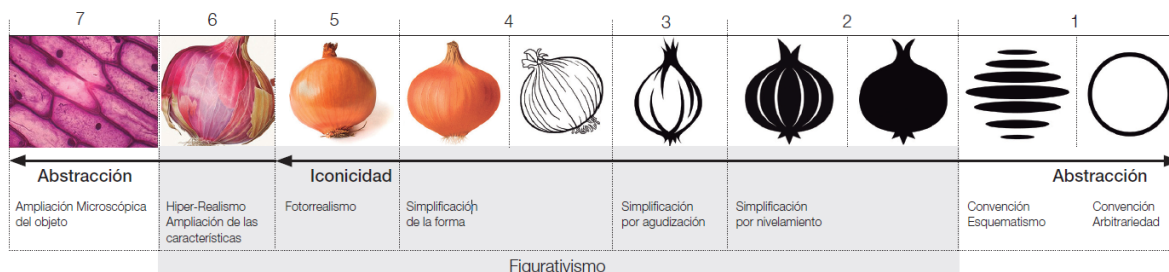 7 6 5 4 3 2 1
Abstracción Iconicidad Abstracción
Ampliación Microscópica
del objeto
Hiper-Realismo
Ampliación de las
características
Fotorrealismo
Simplificación
de la forma
Simplificación
por agudización
Simplificación
por nivelamiento
Convención
Esquematismo
Convención
Arbitrariedad
Figurativismo